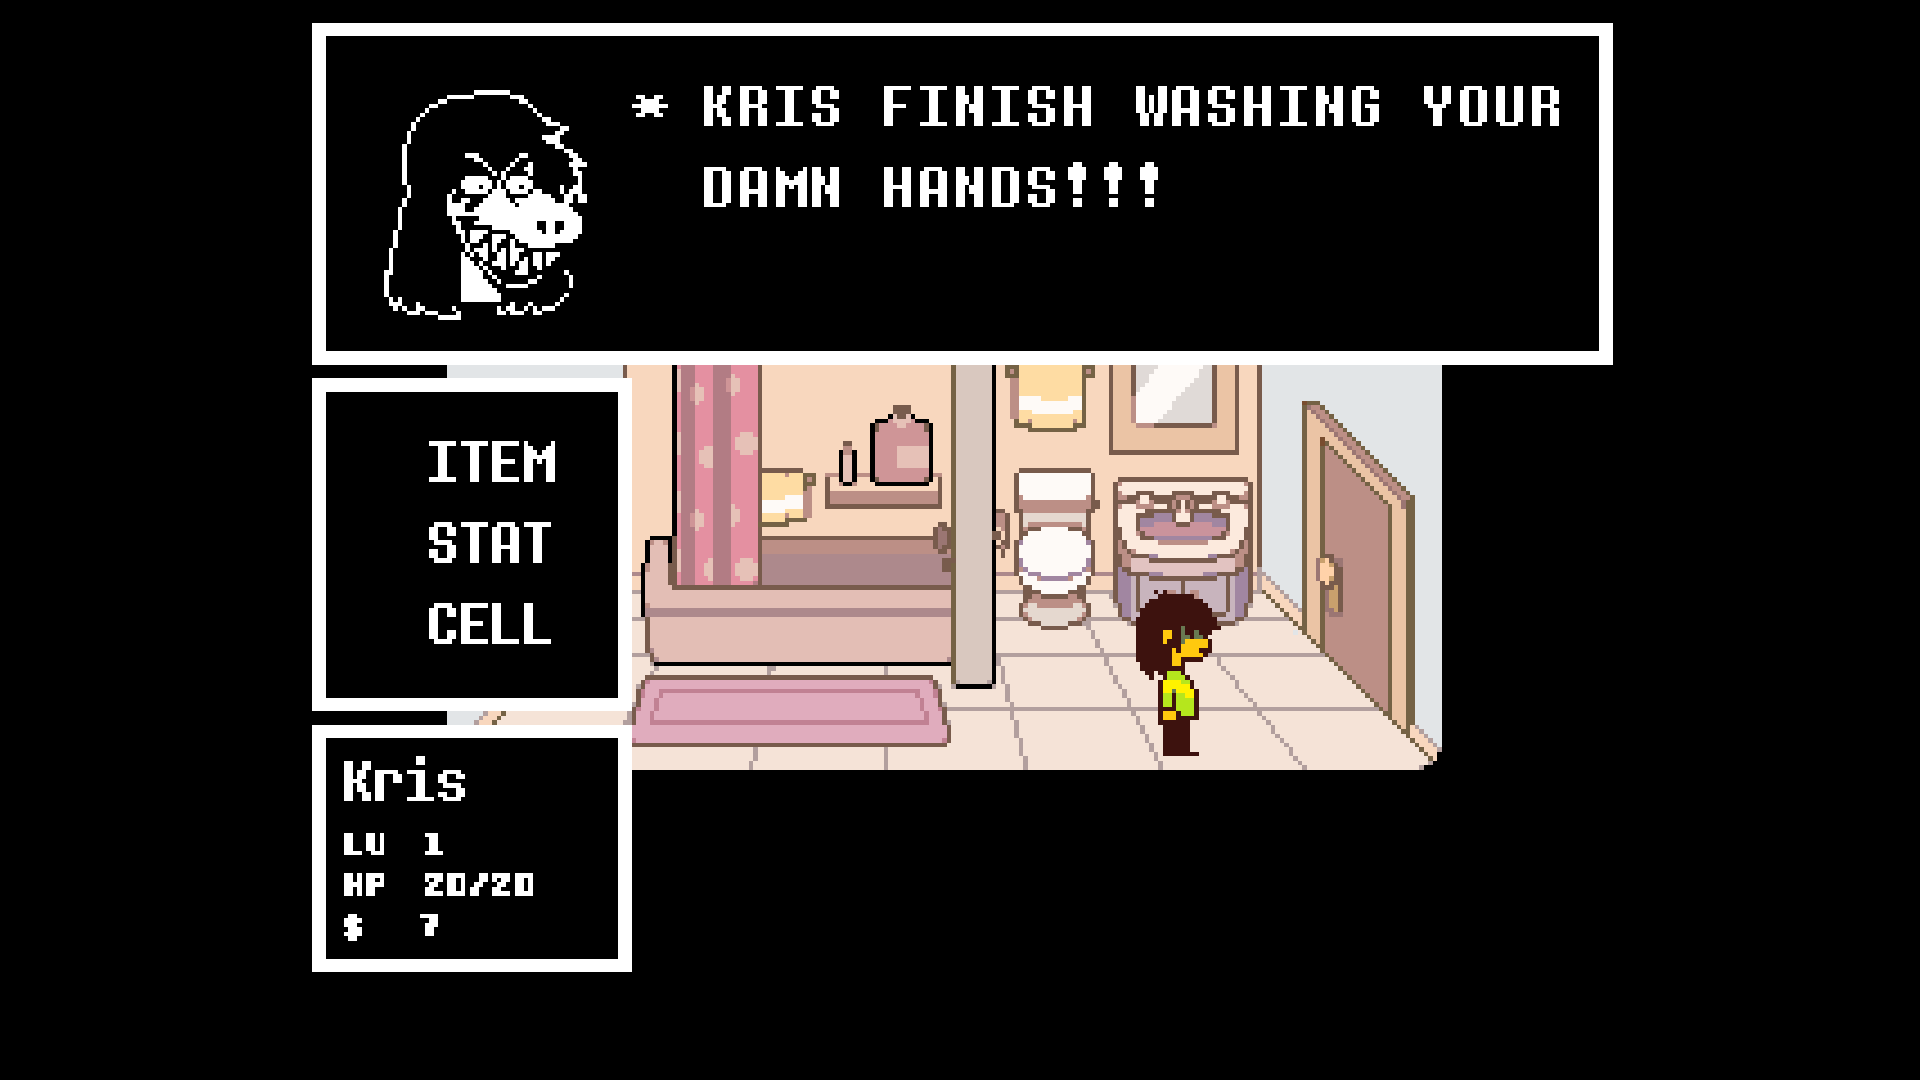 * KRIS FINISH WASHING YOUR
DAMN HANDS!!!
ITEM
STAT
CELL
Kris
LV 1
HP 20/20
$ 7